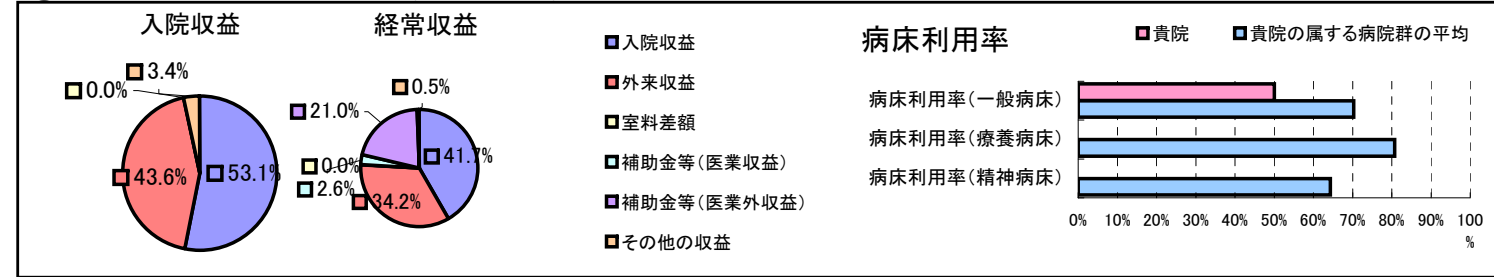 入院収益
3.4%
0.0%
43.6%
53.1%
経常収益
0.5%
21.0%
0.0%
2.6%
34.2%
41.7%
入院収益
外来収益
室料差額
補助金等(医業収益)
補助金等(医業外収益)
その他の収益
病床利用率
貴院
貴院の属する病院群の平均
病床利用率(一般病床)
病床利用率(療養病床)
病床利用率(精神病床)
0% 10% 20% 30% 40% 50% 60% 70% 80% 90% 100
%